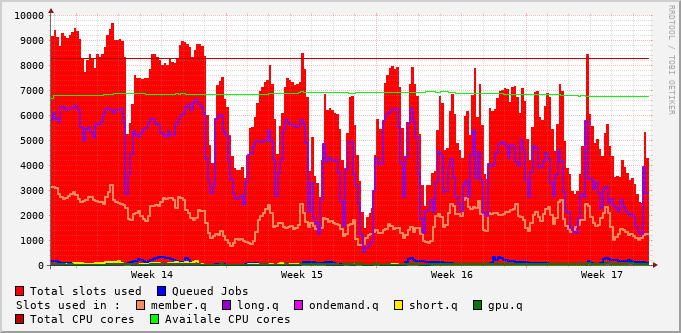 10000
9000
8000
7000
6000
5000
4000
3000
2000
1000
0
Week 14 Week 15 Week 16 Week 17
RRDTOOL / TOBI OETIKER
Total slots used Queued Jobs
Slots used in : member.q long.q ondemand.q short.q gpu.q
Total CPU cores Availale CPU cores